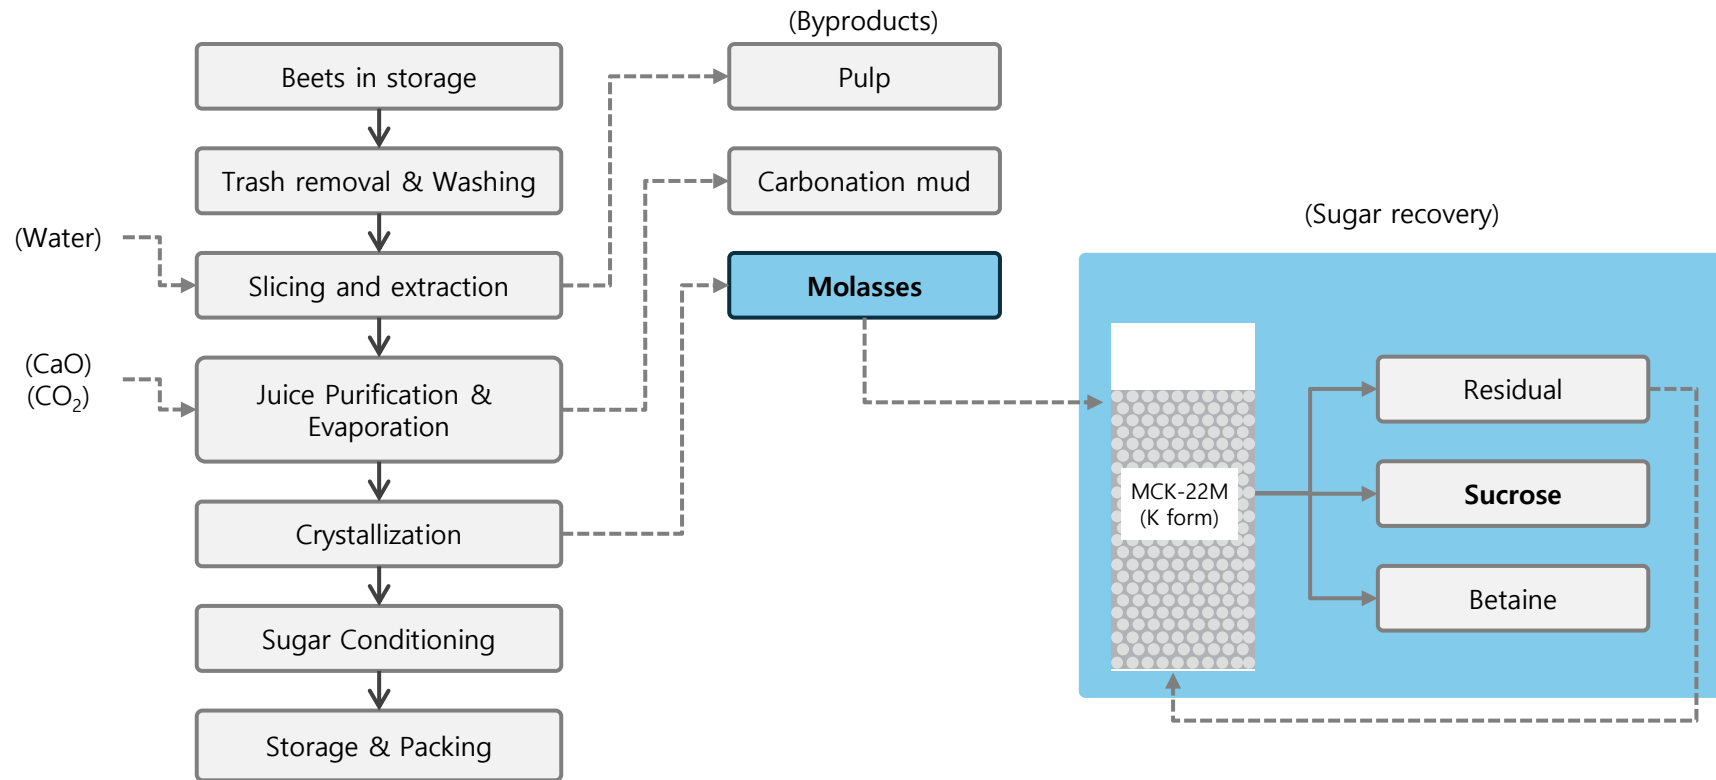 (Byproducts)
Beets in storage
Pulp
Trash removal & Washing
Carbonation mud
(Sugar recovery)
(Water)
Slicing and extraction
Molasses
(CaO)
(CO₂)
Juice Purification &
Evaporation
Residual
MCK-22M
(K form)
Sucrose
Crystallization
Betaine
Sugar Conditioning
Storage & Packing